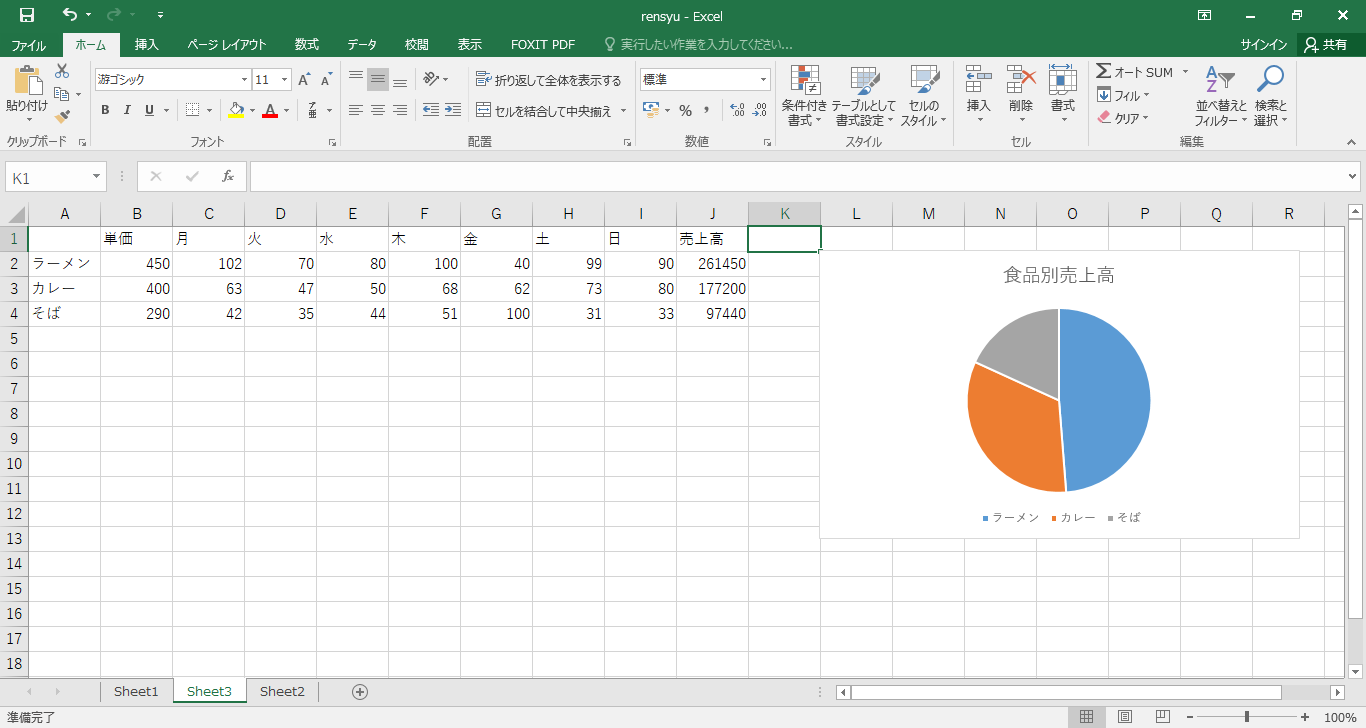 rensyu - Excel
ファイル ホーム 挿入 ページ レイアウト 数式 データ 校閲 表示 FOXIT PDF 実行したい作業を入力してください... サインイン 共有
貼り付け
クリップボード
游ゴシック 11
B I U
フォント
折り返して全体を表示する
セルを結合して中央揃え
配置
標準
% ,
数値
条件付き書式 テーブルとして書式設定 セルのスタイル
スタイル
挿入 削除 書式
セル
Σ オート SUM
フィル
クリア
並べ替えとフィルター 検索と選択
編集
K1 fx
A B C D E F G H I J K L M N O P Q R
1 単価 月 火 水 木 金 土 日 売上高
2 ラーメン 450 102 70 80 100 40 99 90 261450
3 カレー 400 63 47 50 68 62 73 80 177200
4 そば 290 42 35 44 51 100 31 33 97440
5
6
7
8
9
10
11
12
13
14
15
16
17
18
食品別売上高
ラーメン カレー そば
Sheet1 Sheet3 Sheet2
準備完了 100%